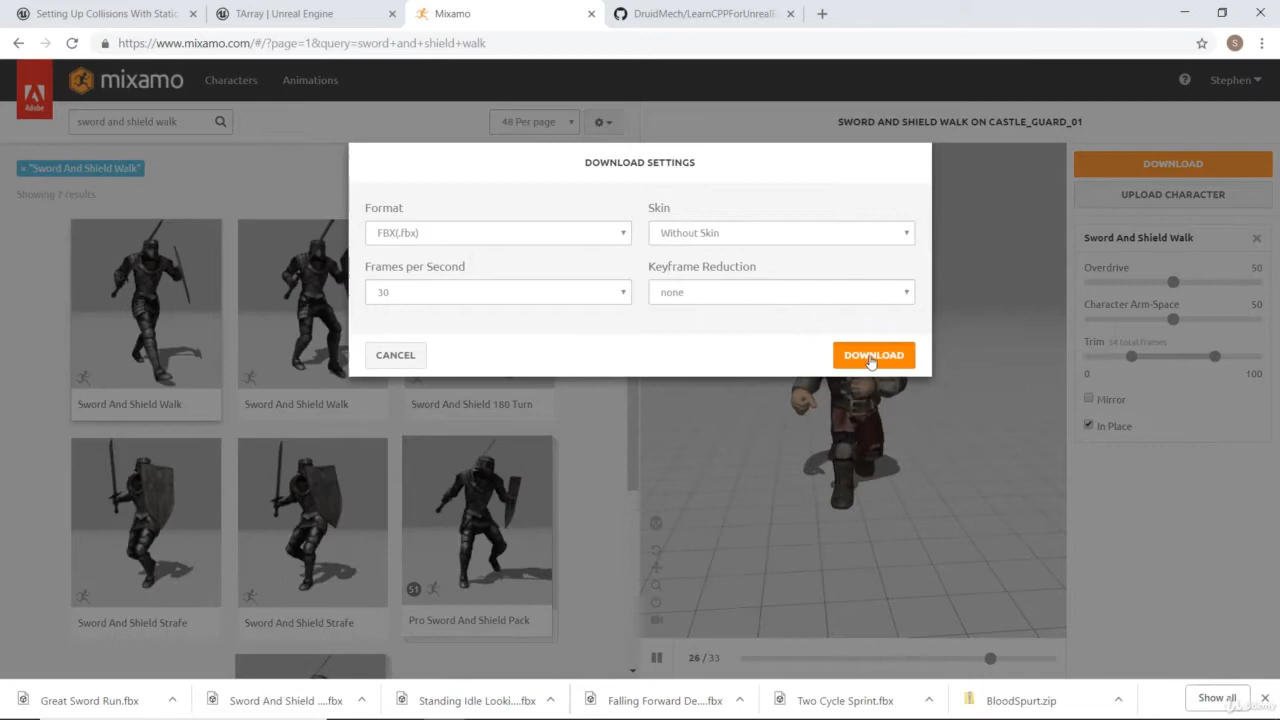 Setting Up Collisions With Static
TArray | Unreal Engine
Mixamo
DruidMech/LearnCPPForUnrealE
https://www.mixamo.com/#/?page=1&query=sword+and+shield+walk
S
Adobe
mixamo
Characters
Animations
Stephen
sword and shield walk
48 Per page
SWORD AND SHIELD WALK ON CASTLE_GUARD_01
× "Sword And Shield Walk"
Showing 7 results
DOWNLOAD SETTINGS
Format
Skin
FBX(.fbx)
Without Skin
Frames per Second
Keyframe Reduction
30
none
CANCEL
DOWNLOAD
DOWNLOAD
UPLOAD CHARACTER
Sword And Shield Walk
Overdrive
50
Character Arm-Space
50
Trim
34 total frames
0
100
Mirror
In Place
Sword And Shield Walk
Sword And Shield Walk
Sword And Shield 180 Turn
51
Sword And Shield Strafe
Sword And Shield Strafe
Pro Sword And Shield Pack
26 / 33
Great Sword Run.fbx
Sword And Shield ....fbx
Standing Idle Looki....fbx
Falling Forward De....fbx
Two Cycle Sprint.fbx
BloodSpurt.zip
Show all
Udemy